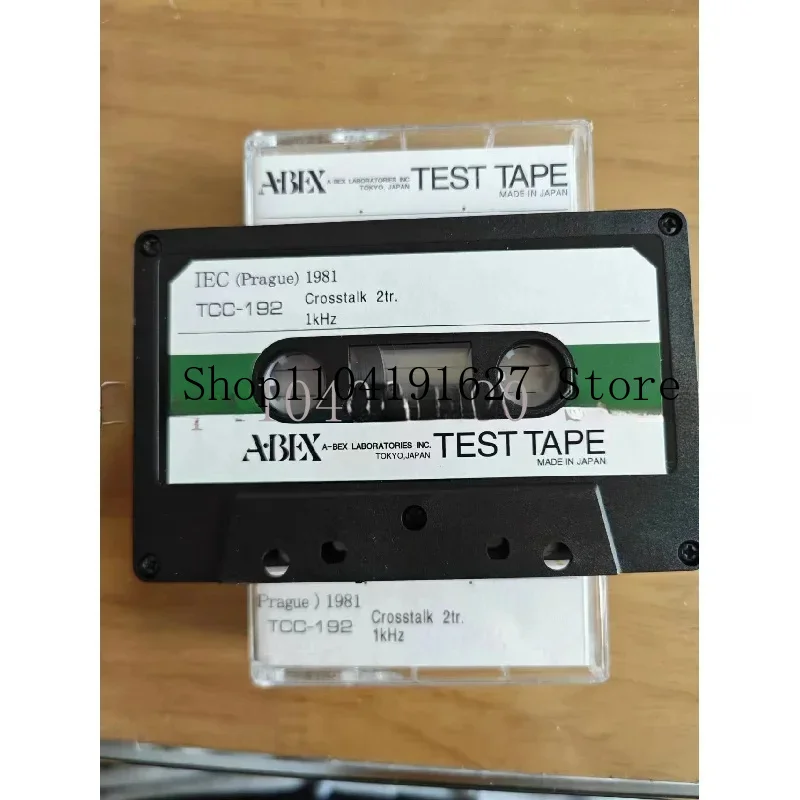 A·BEX A-BEX LABORATORIES INC. TEST TAPE
TOKYO, JAPAN MADE IN JAPAN
IEC (Prague) 1981
TCC-192 Crosstalk 2tr.
1kHz
Shop1104191627 Store
A·BEX A-BEX LABORATORIES INC. TEST TAPE
TOKYO, JAPAN MADE IN JAPAN
Prague ) 1981
TCC-192 Crosstalk 2tr.
1kHz